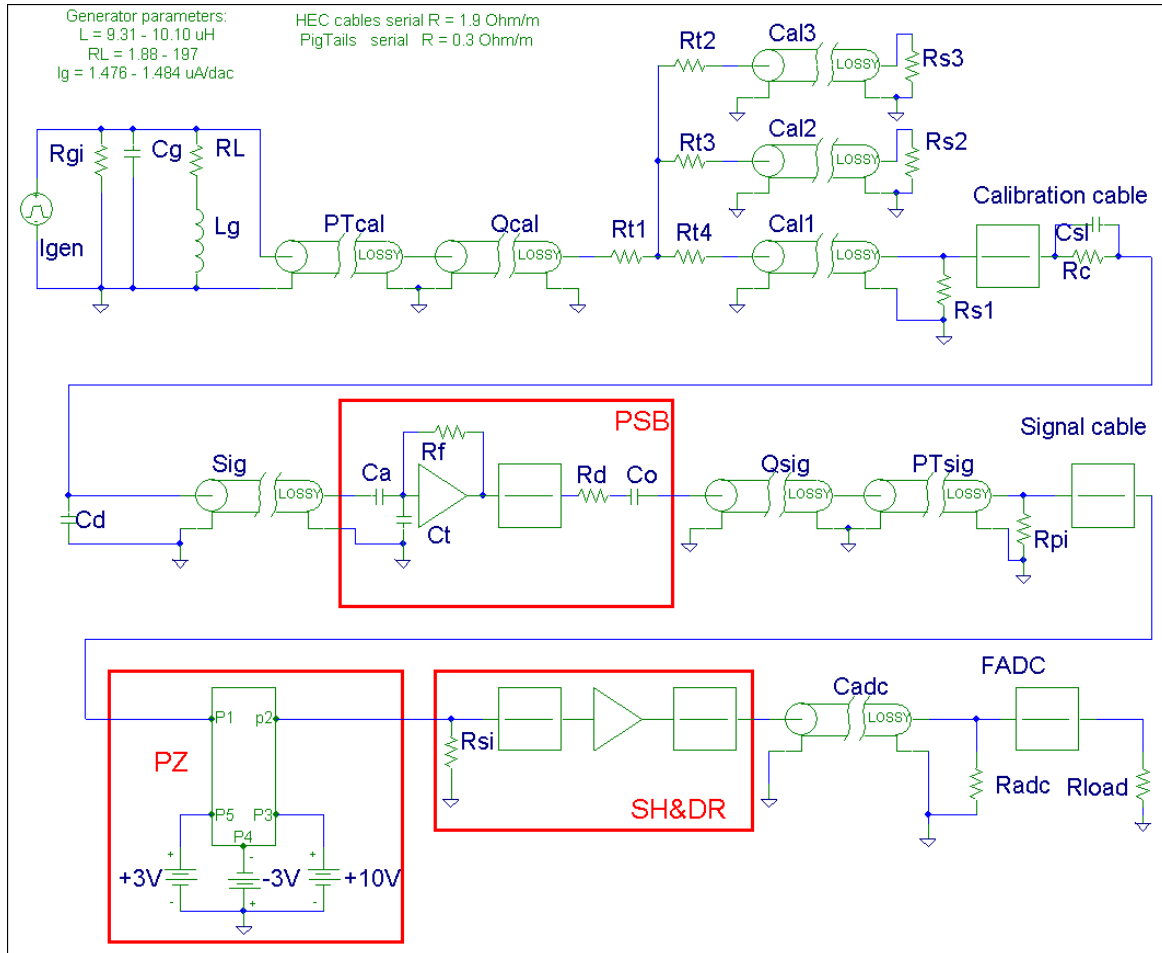 Generator parameters:
L = 9.31 - 10.10 uH
RL = 1.88 - 197
Ig = 1.476 - 1.484 uA/dac
HEC cables serial R = 1.9 Ohm/m
PigTails serial R = 0.3 Ohm/m
Rt2
Cal3
LOSSY
Rs3
Rgi
Cg
RL
Rt3
Cal2
LOSSY
Rs2
Igen
Lg
PTcal
LOSSY
Qcal
LOSSY
Rt1
Rt4
Cal1
LOSSY
Rs1
Calibration cable
Csl
Rc
PSB
Signal cable
Cd
Sig
LOSSY
Ca
Rf
Ct
Rd
Co
Qsig
LOSSY
PTsig
LOSSY
Rpi
PZ
P1
p2
P5
P3
P4
+
-
+3V
-
+
-3V
+
-
+10V
Rsi
SH&DR
Cadc
LOSSY
FADC
Radc
Rload